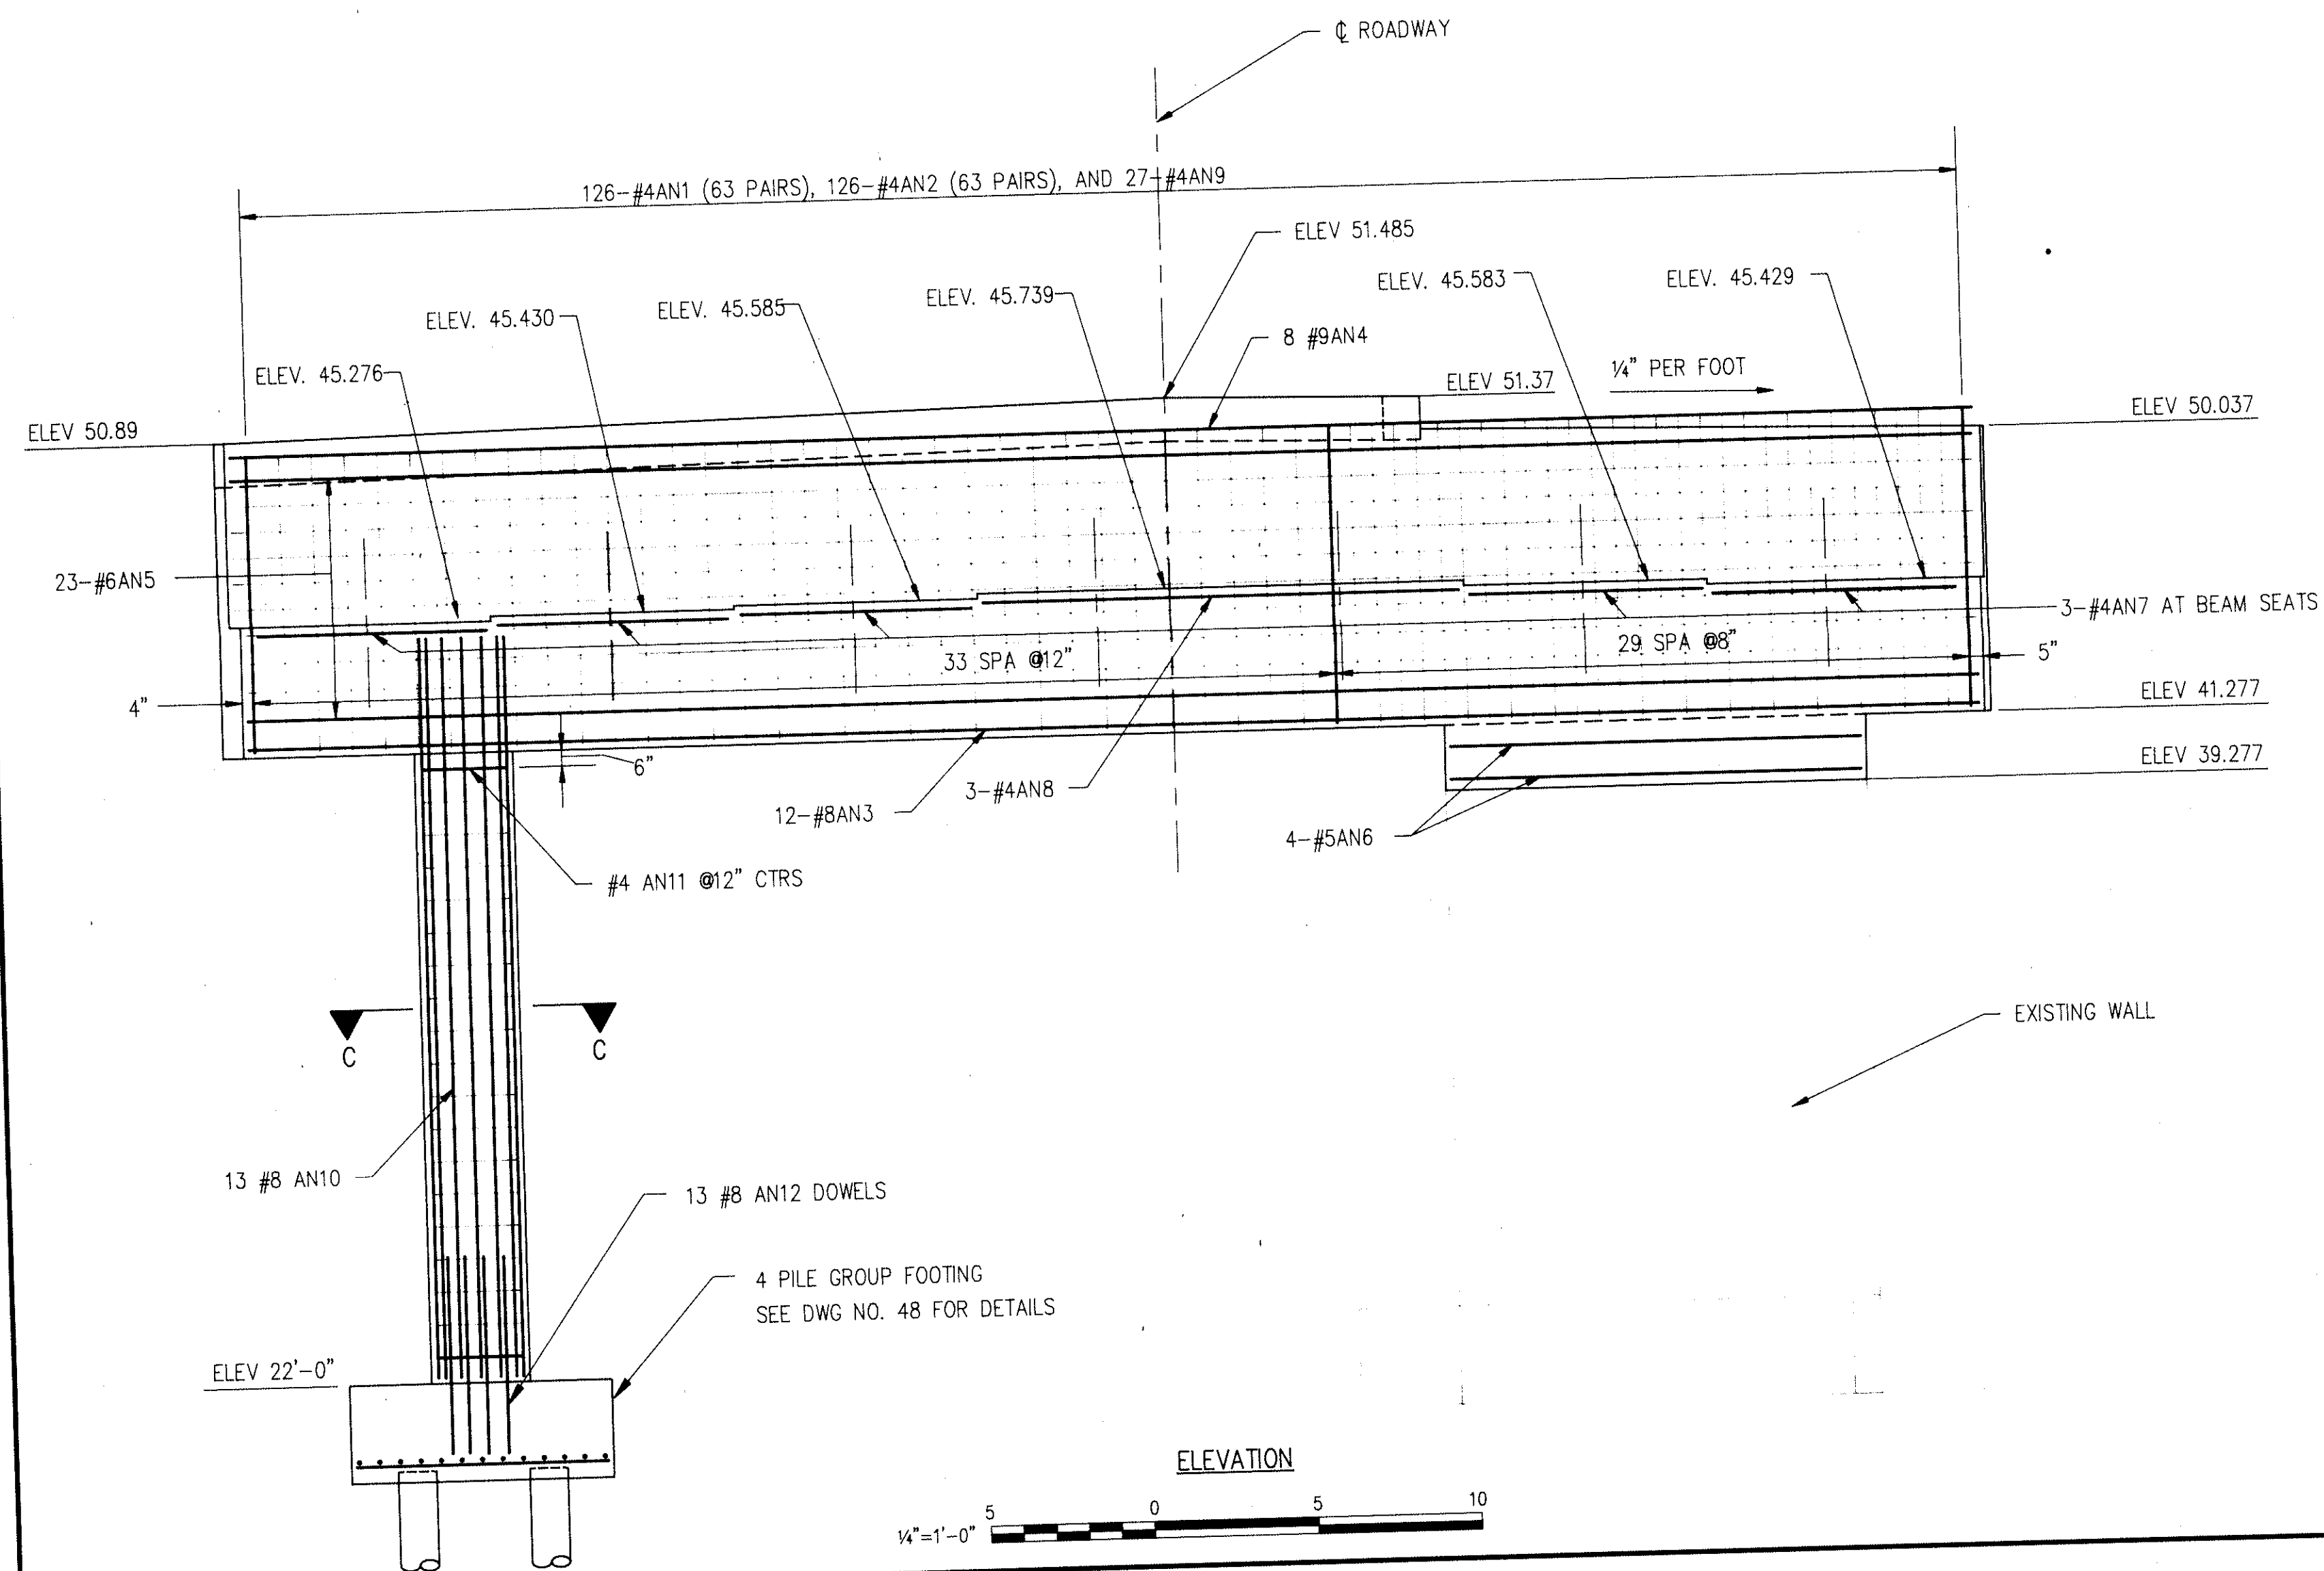 ℄ ROADWAY
126-#4AN1 (63 PAIRS), 126-#4AN2 (63 PAIRS), AND 27-#4AN9
ELEV 51.485
ELEV. 45.276
ELEV. 45.430
ELEV. 45.585
ELEV. 45.739
ELEV. 45.583
ELEV. 45.429
8 #9AN4
ELEV 51.37
¼" PER FOOT
ELEV 50.89
ELEV 50.037
23-#6AN5
3-#4AN7 AT BEAM SEATS
33 SPA @12"
29 SPA @8"
4"
5"
ELEV 41.277
6"
12-#8AN3
3-#4AN8
ELEV 39.277
4-#5AN6
#4 AN11 @12" CTRS
C
C
EXISTING WALL
13 #8 AN10
13 #8 AN12 DOWELS
4 PILE GROUP FOOTING
SEE DWG NO. 48 FOR DETAILS
ELEV 22'-0"
ELEVATION
¼"=1'-0"
5 0 5 10